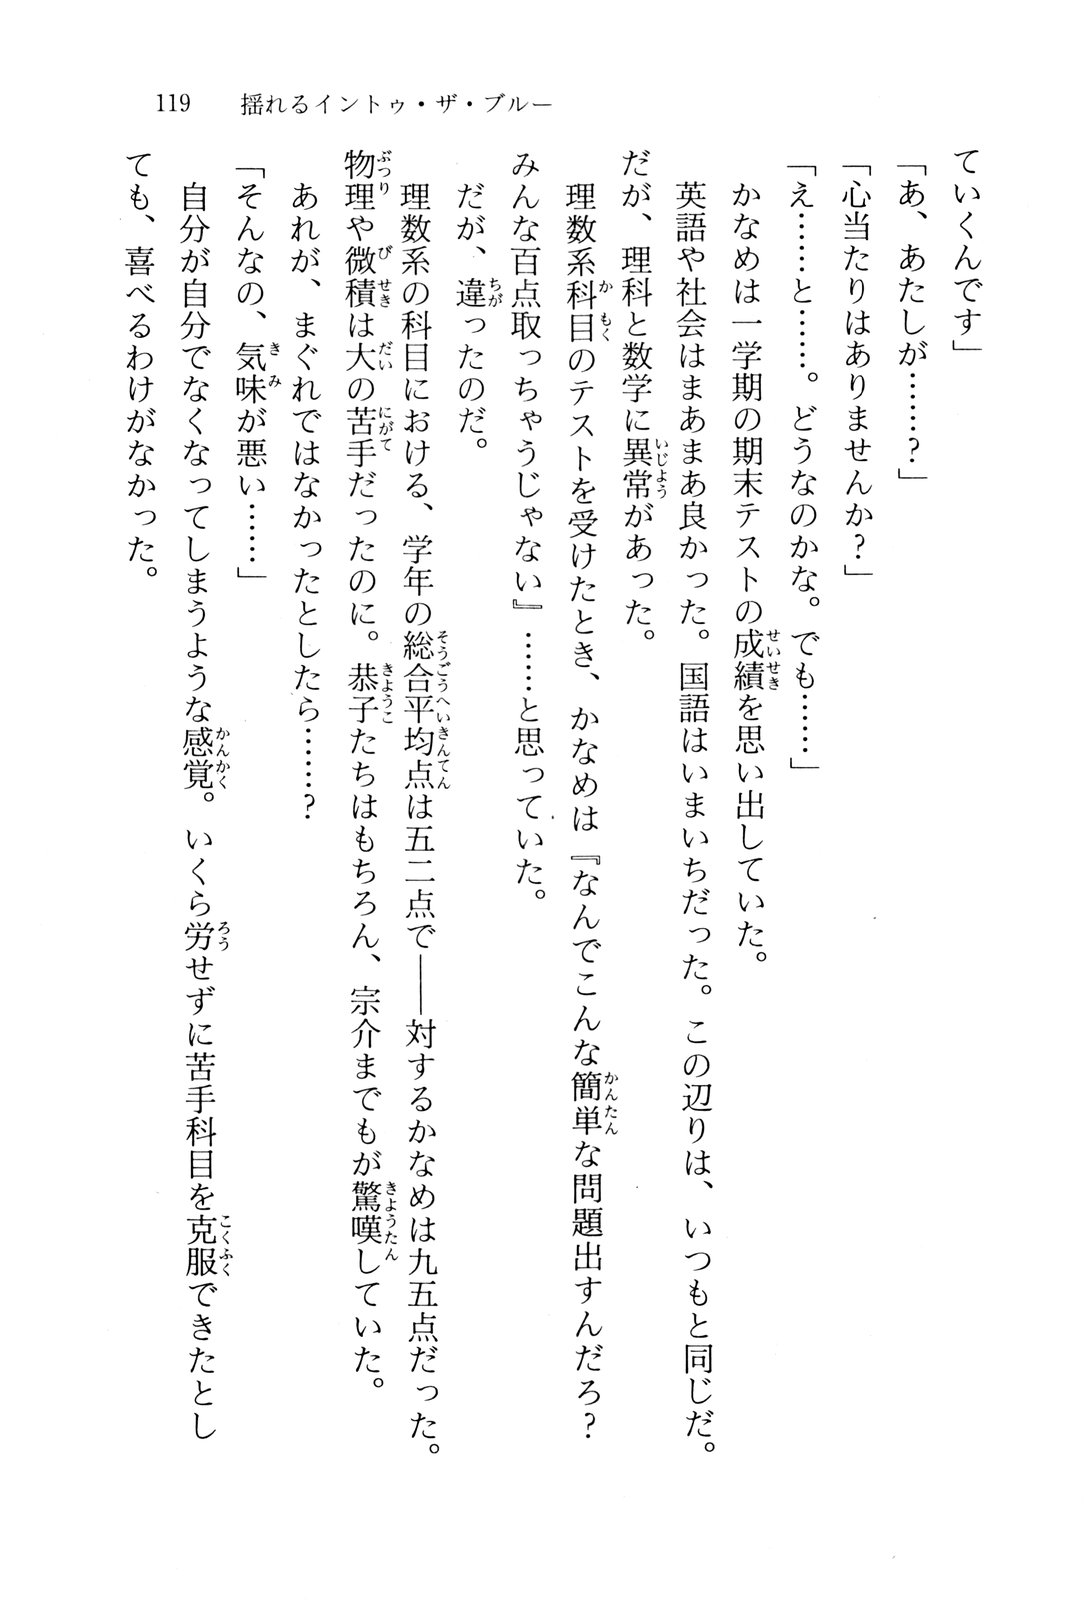 119　揺れるイントゥ・ザ・ブルー
ていくんです」
「あ、あたしが……?」
「心当たりはありませんか?」
「え……と……。どうなのかな。でも……」
　かなめは一学期の期末テストの成績を思い出していた。
　英語や社会はまあまあ良かった。国語はいまいちだった。この辺りは、いつもと同じだ。
だが、理科と数学に異常があった。
　理数系科目のテストを受けたとき、かなめは『なんでこんな簡単な問題出すんだろ?
みんな百点取っちゃうじゃない』……と思っていた。
　だが、違ったのだ。
　理数系の科目における、学年の総合平均点は五二点で――対するかなめは九五点だった。
物理や微積は大の苦手だったのに。恭子たちはもちろん、宗介までもが驚嘆していた。
　あれが、まぐれではなかったとしたら……?
「そんなの、気味が悪い……」
　自分が自分でなくなってしまうような感覚。いくら労せずに苦手科目を克服できたとし
ても、喜べるわけがなかった。